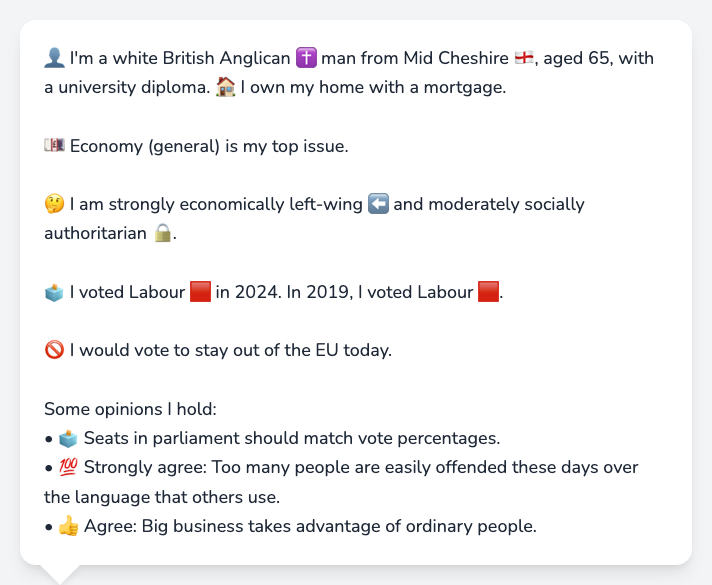 👤 I'm a white British Anglican ✝️ man from Mid Cheshire 🏴󠁧󠁢󠁥󠁮󠁧󠁿, aged 65, with
a university diploma. 🏠 I own my home with a mortgage.
💷 Economy (general) is my top issue.
🤔 I am strongly economically left-wing ⬅️ and moderately socially
authoritarian 🔒.
🗳️ I voted Labour 🟥 in 2024. In 2019, I voted Labour 🟥.
🚫 I would vote to stay out of the EU today.
Some opinions I hold:
• 🗳️ Seats in parliament should match vote percentages.
• 💯 Strongly agree: Too many people are easily offended these days over
the language that others use.
• 👍 Agree: Big business takes advantage of ordinary people.